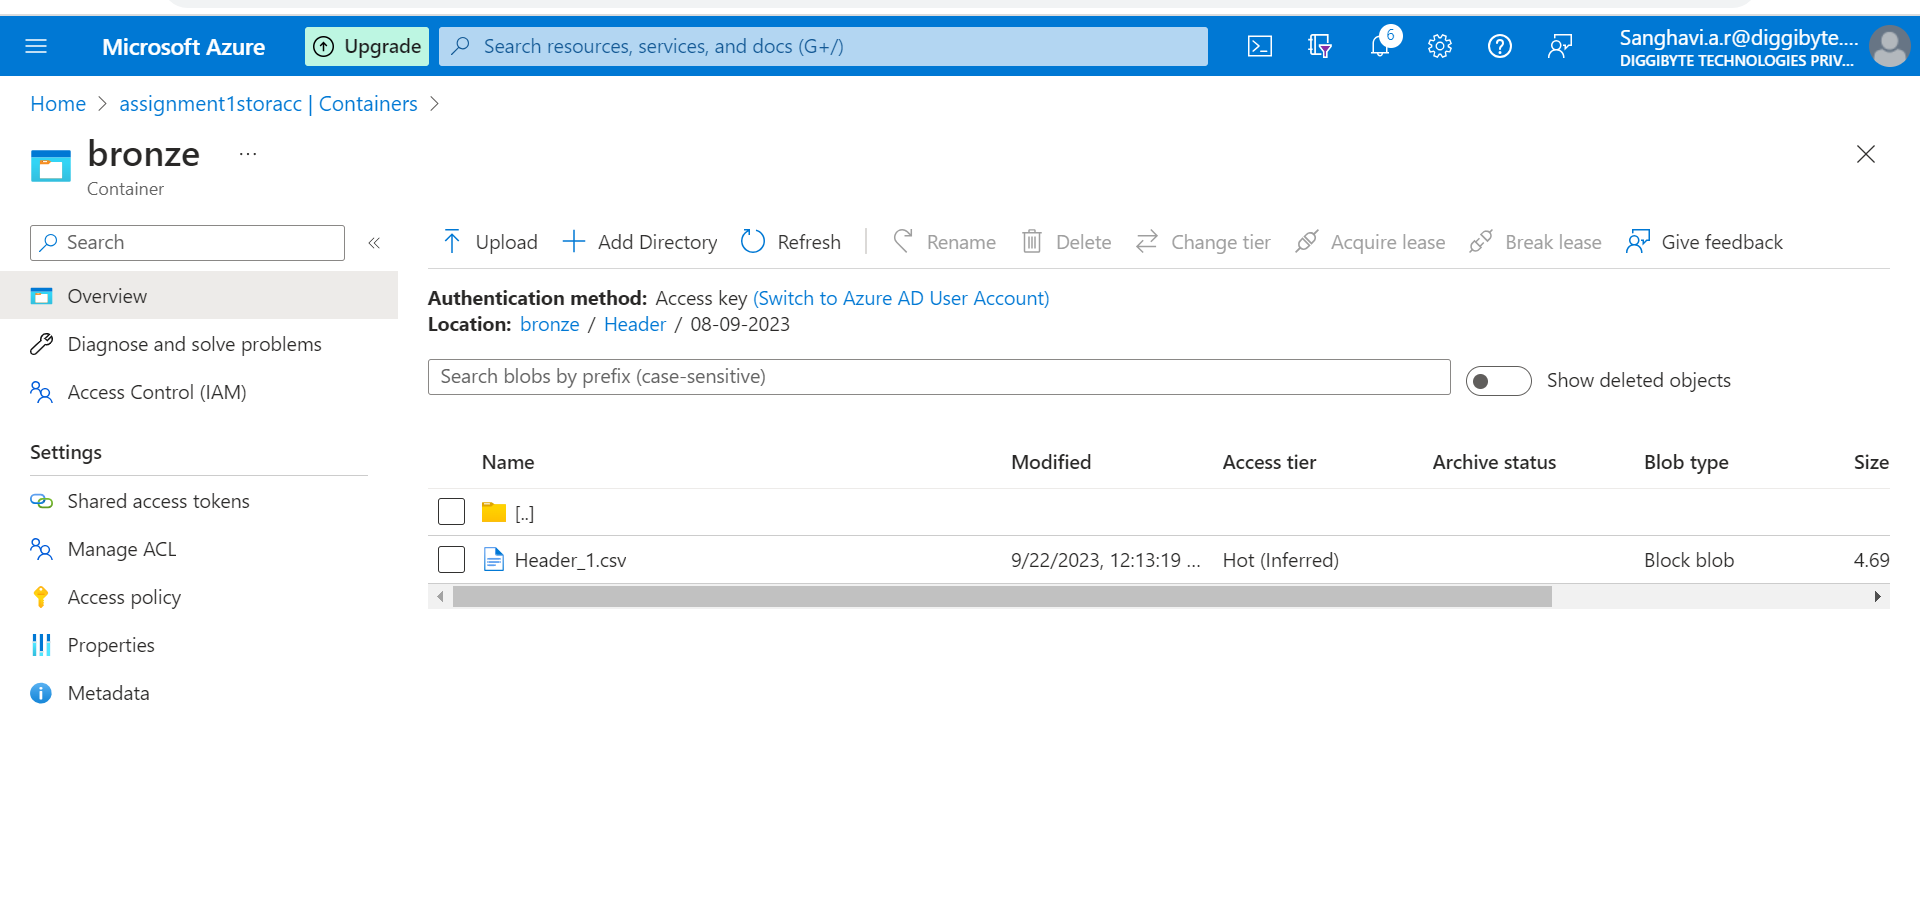 Microsoft Azure
Upgrade
Search resources, services, and docs (G+/)
6
Sanghavi.a.r@diggibyte....
DIGGIBYTE TECHNOLOGIES PRIV...
Home > assignment1storacc | Containers >
bronze ...
Container
Search
«
Upload
Add Directory
Refresh
Rename
Delete
Change tier
Acquire lease
Break lease
Give feedback
Overview
Diagnose and solve problems
Access Control (IAM)
Settings
Shared access tokens
Manage ACL
Access policy
Properties
Metadata
Authentication method: Access key (Switch to Azure AD User Account)
Location: bronze / Header / 08-09-2023
Search blobs by prefix (case-sensitive)
Show deleted objects
Name Modified Access tier Archive status Blob type Size
[..]
Header_1.csv 9/22/2023, 12:13:19 ... Hot (Inferred) Block blob 4.69